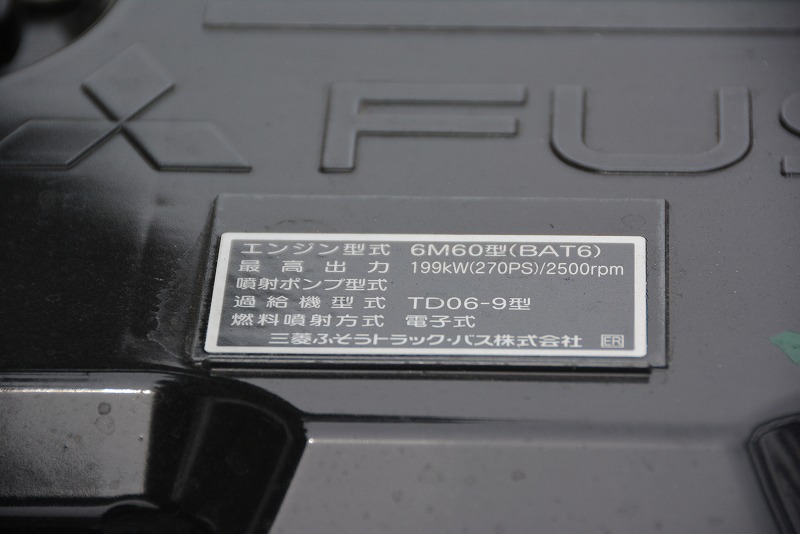 FUS
エンジン型式 6M60型(BAT6)
最高出力 199kW(270PS)/2500rpm
噴射ポンプ型式
過給機型式 TD06-9型
燃料噴射方式 電子式
三菱ふそうトラック・バス株式会社 ER